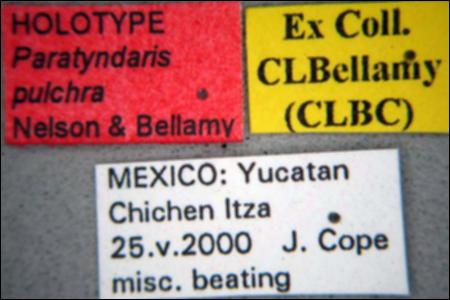 HOLOTYPE
Paratyndaris
pulchra
Nelson & Bellamy
Ex Coll.
CLBellamy
(CLBC)
MEXICO: Yucatan
Chichen Itza
25.v.2000 J. Cope
misc. beating